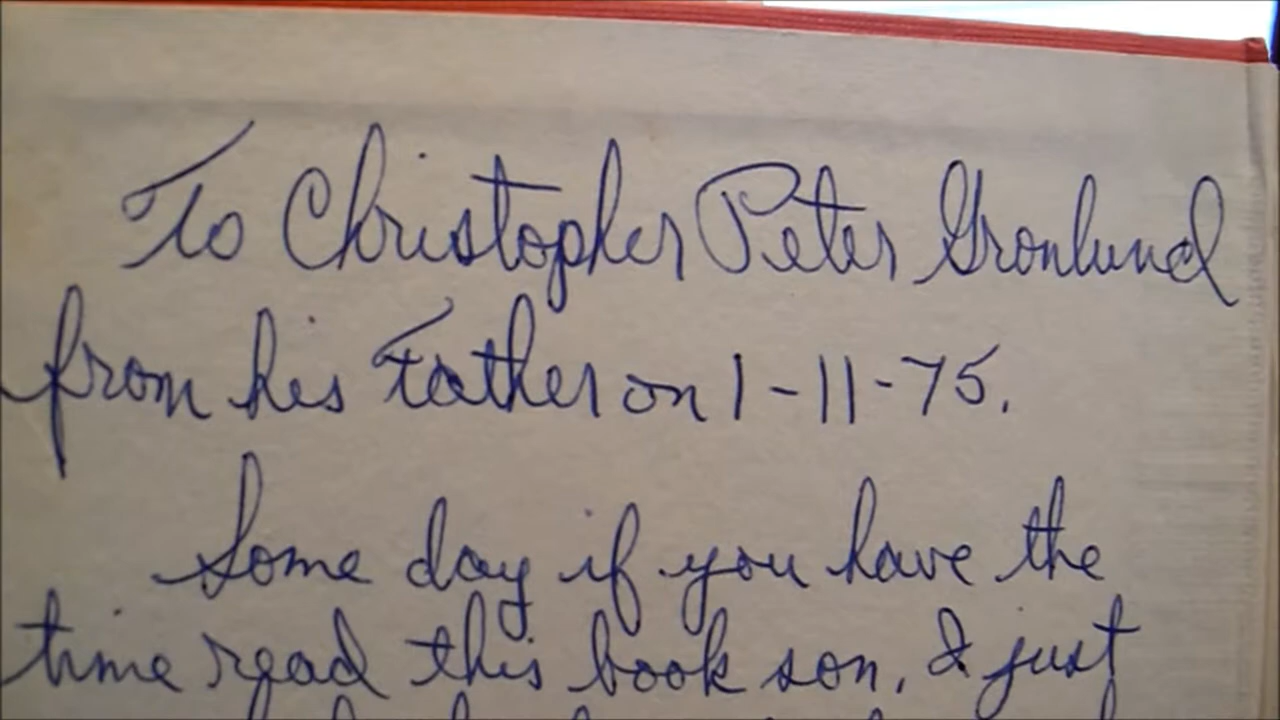 To Christopher Peter Gronlund
from his Father on 1-11-75.
Some day if you have the
time read this book son, I just